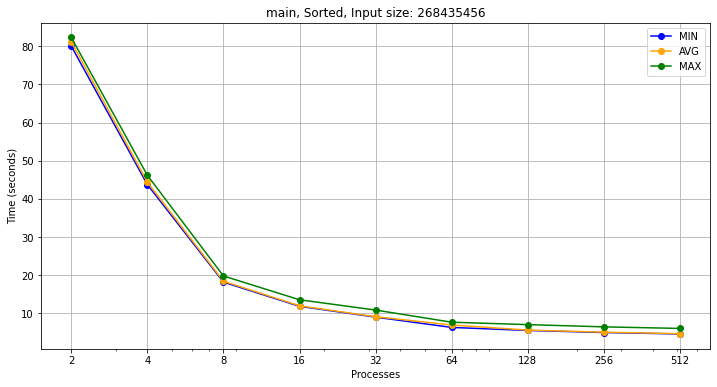 main, Sorted, Input size: 268435456
MIN
AVG
MAX
Time (seconds)
80
70
60
50
40
30
20
10
2 4 8 16 32 64 128 256 512
Processes